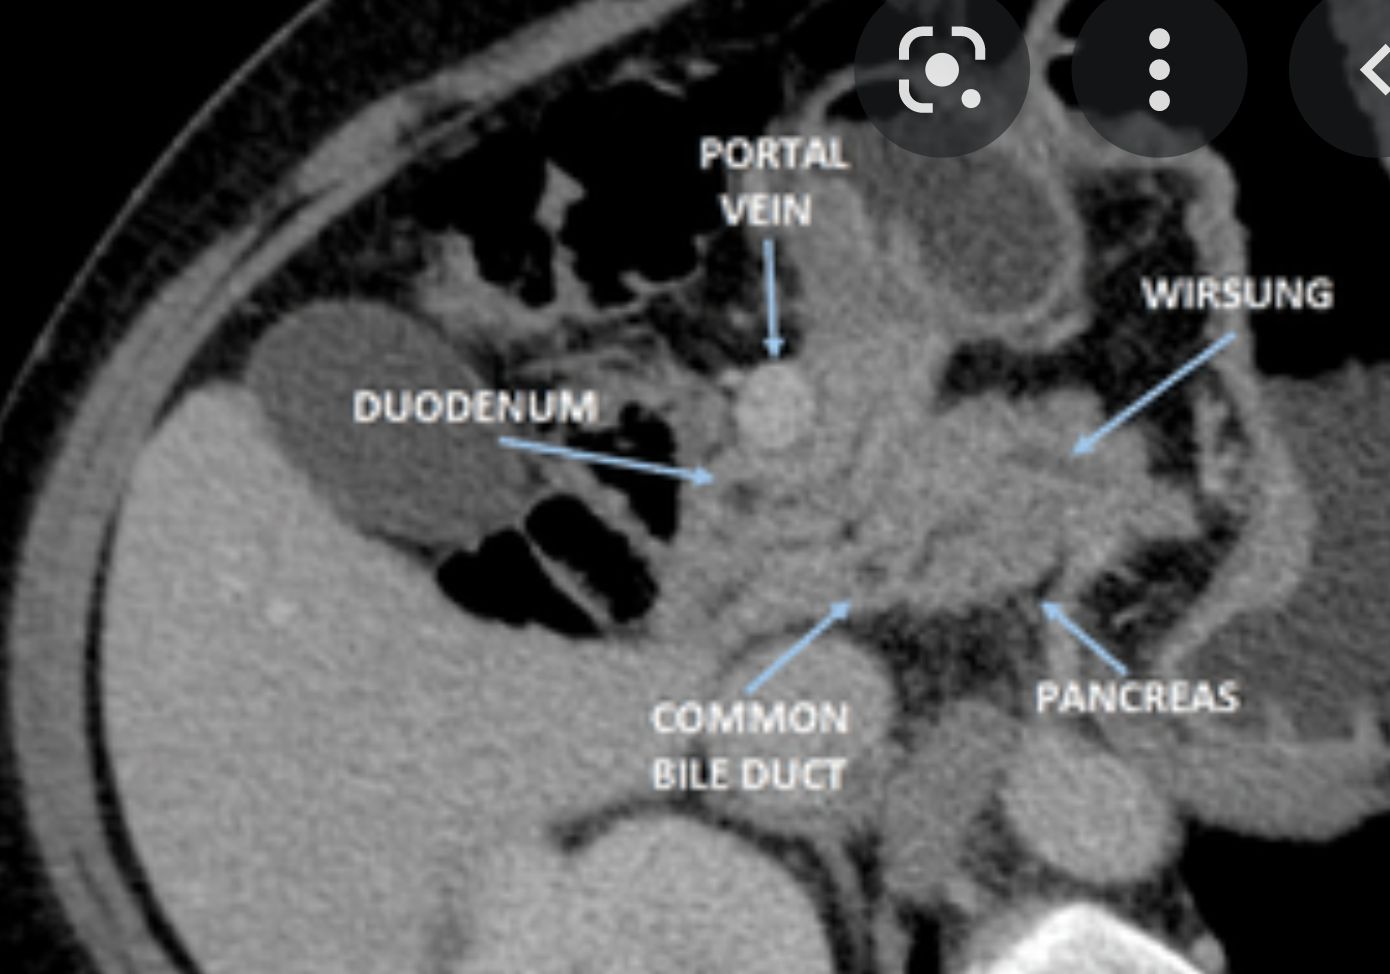 PORTAL
VEIN
WIRSUNG
DUODENUM
COMMON
BILE DUCT
PANCREAS